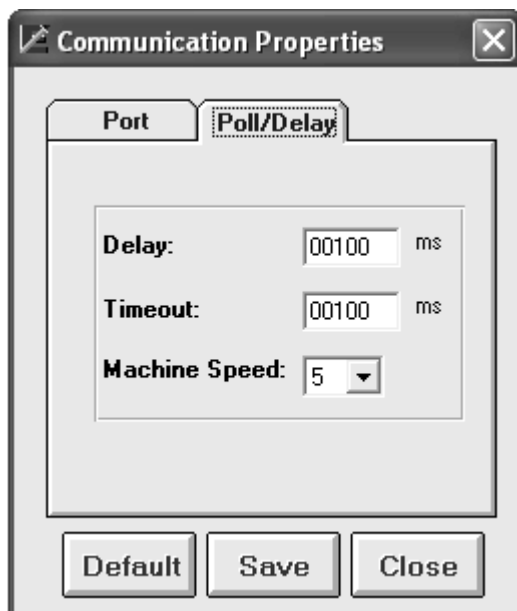 Communication Properties
Port Poll/Delay
Delay: 00100 ms
Timeout: 00100 ms
Machine Speed: 5
Default Save Close